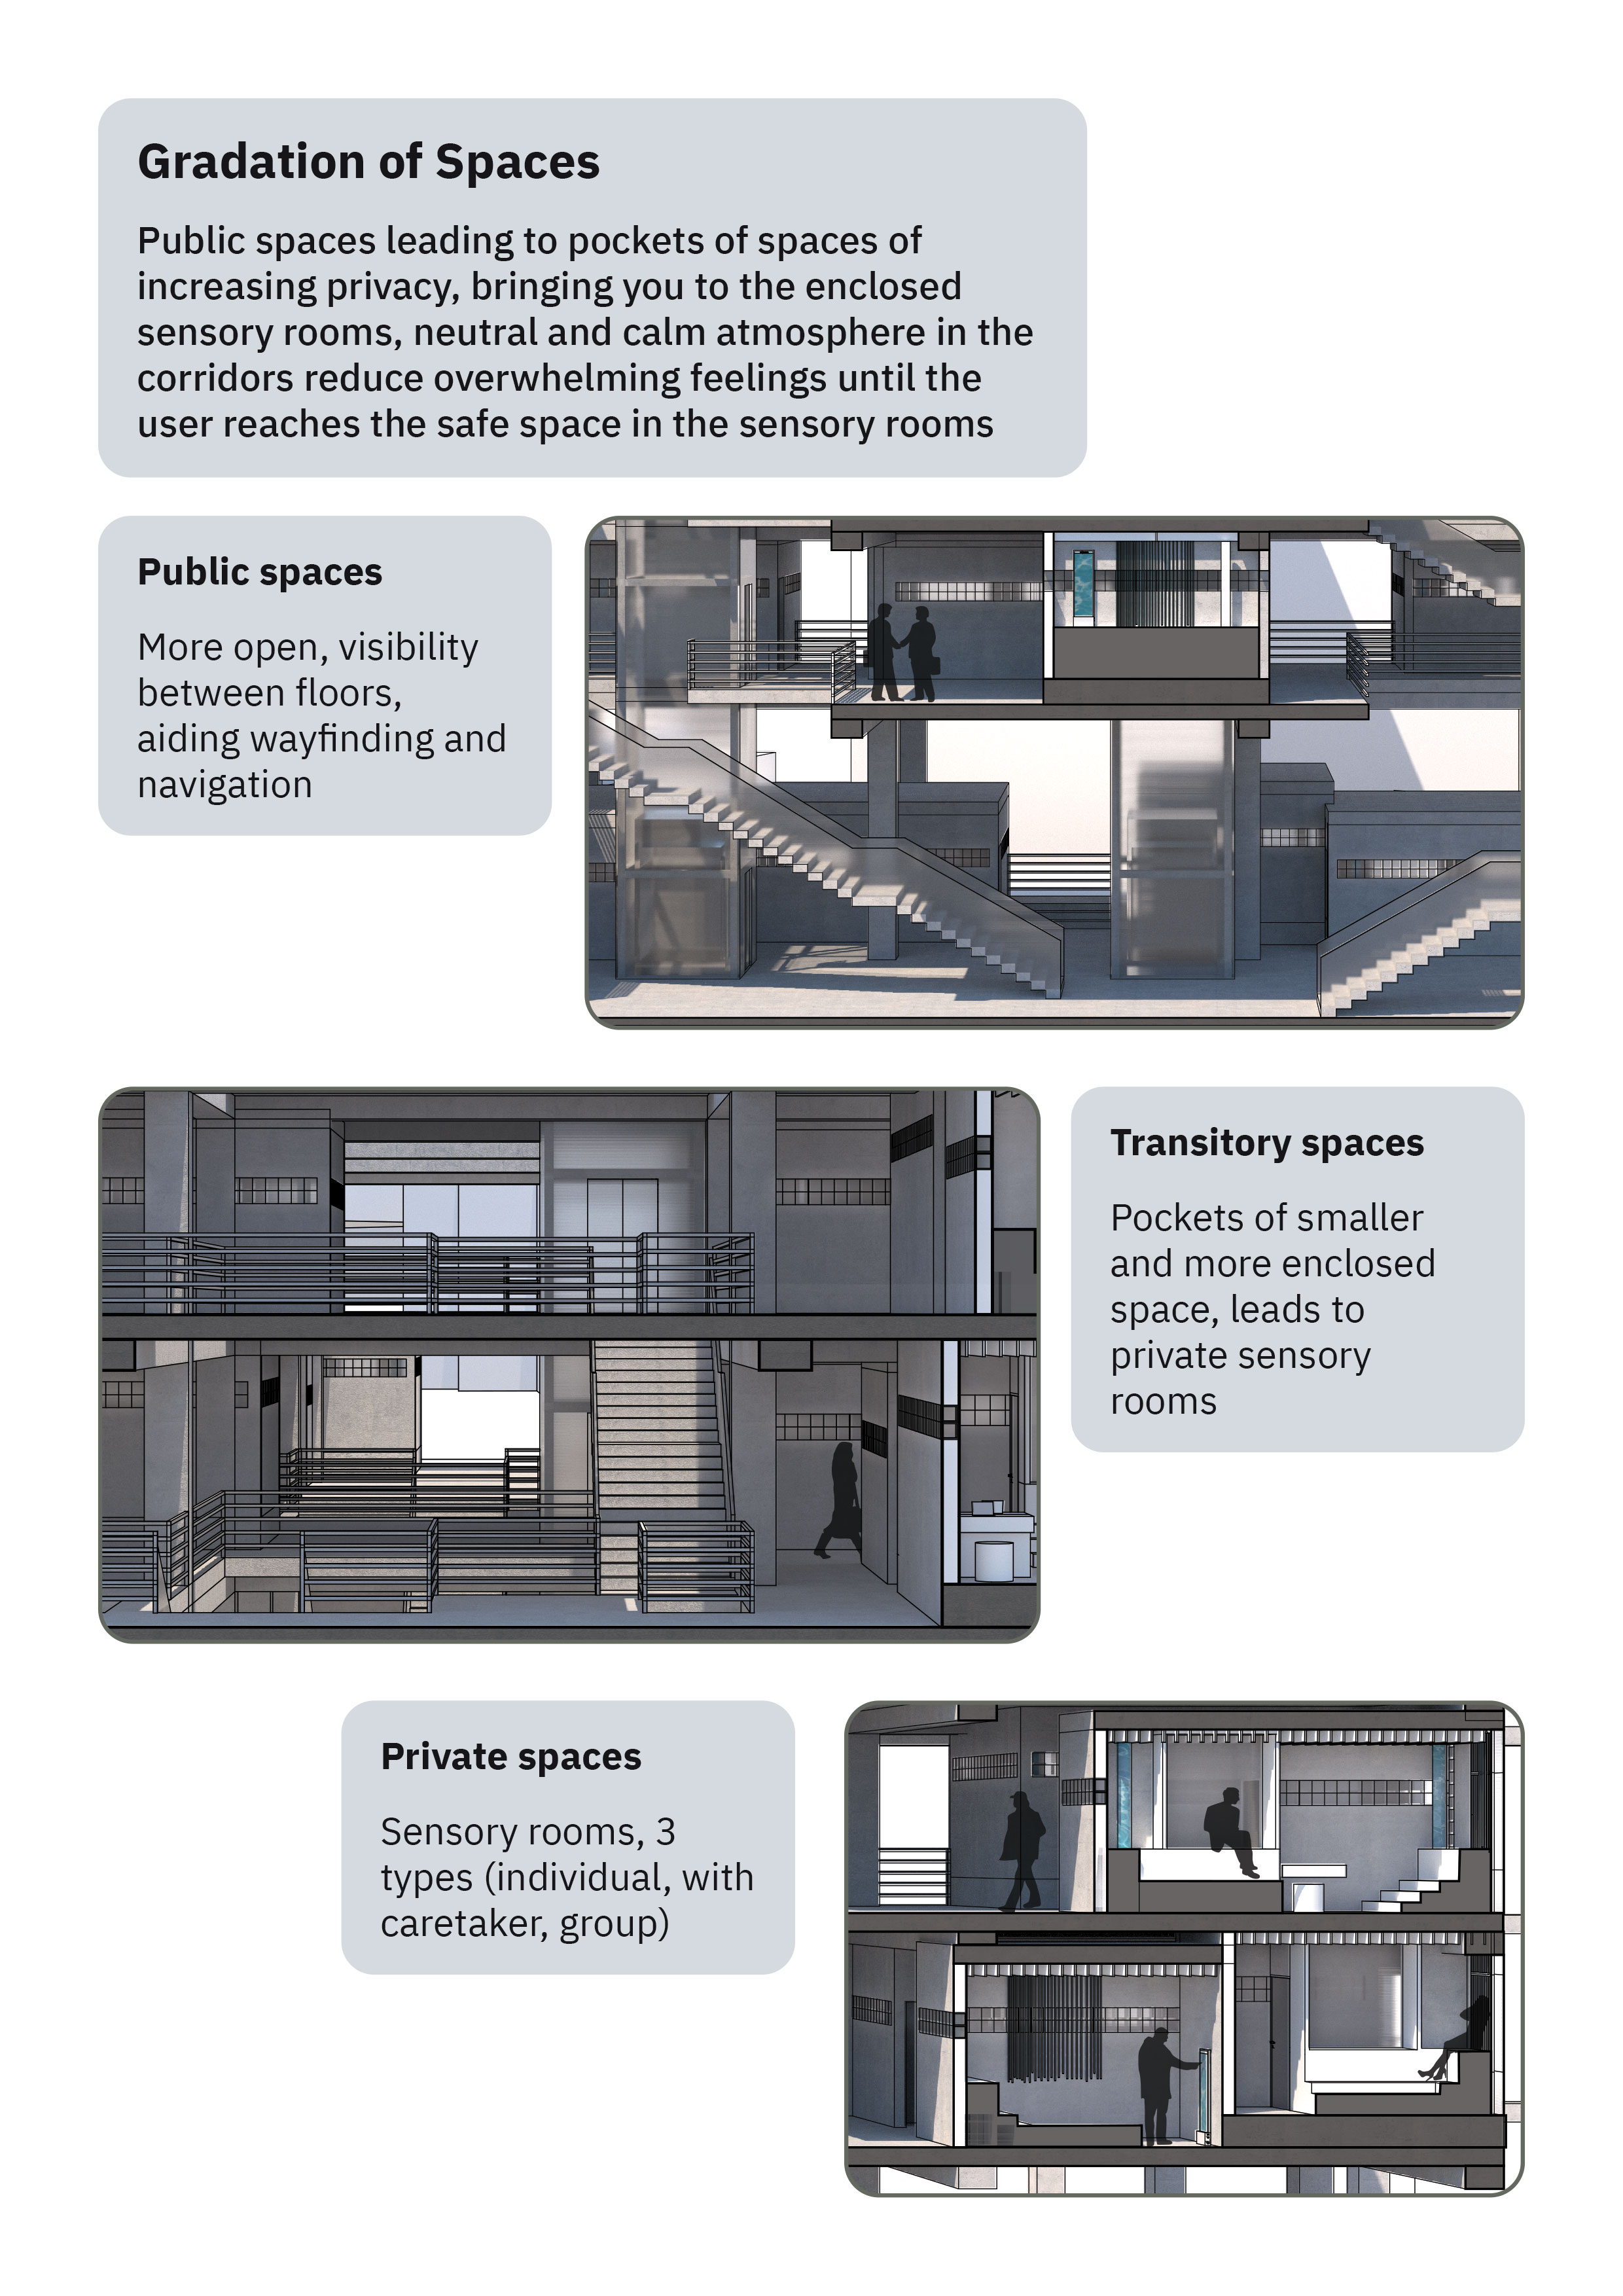 Gradation of Spaces
Public spaces leading to pockets of spaces of
increasing privacy, bringing you to the enclosed
sensory rooms, neutral and calm atmosphere in the
corridors reduce overwhelming feelings until the
user reaches the safe space in the sensory rooms
Public spaces
More open, visibility
between floors,
aiding wayfinding and
navigation
Transitory spaces
Pockets of smaller
and more enclosed
space, leads to
private sensory
rooms
Private spaces
Sensory rooms, 3
types (individual, with
caretaker, group)